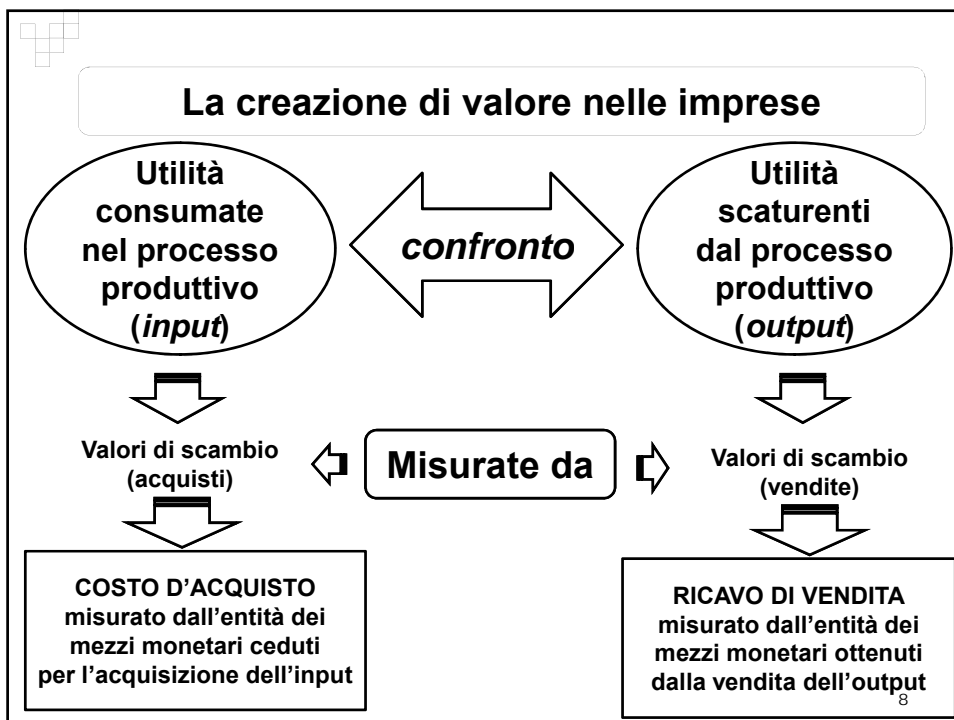 La creazione di valore nelle imprese
Utilità
consumate
nel processo
produttivo
(input)
confronto
Utilità
scaturenti
dal processo
produttivo
(output)
Valori di scambio
(acquisti)
Misurate da
Valori di scambio
(vendite)
COSTO D’ACQUISTO
misurato dall’entità dei
mezzi monetari ceduti
per l’acquisizione dell’input
RICAVO DI VENDITA
misurato dall’entità dei
mezzi monetari ottenuti
dalla vendita dell’output
8